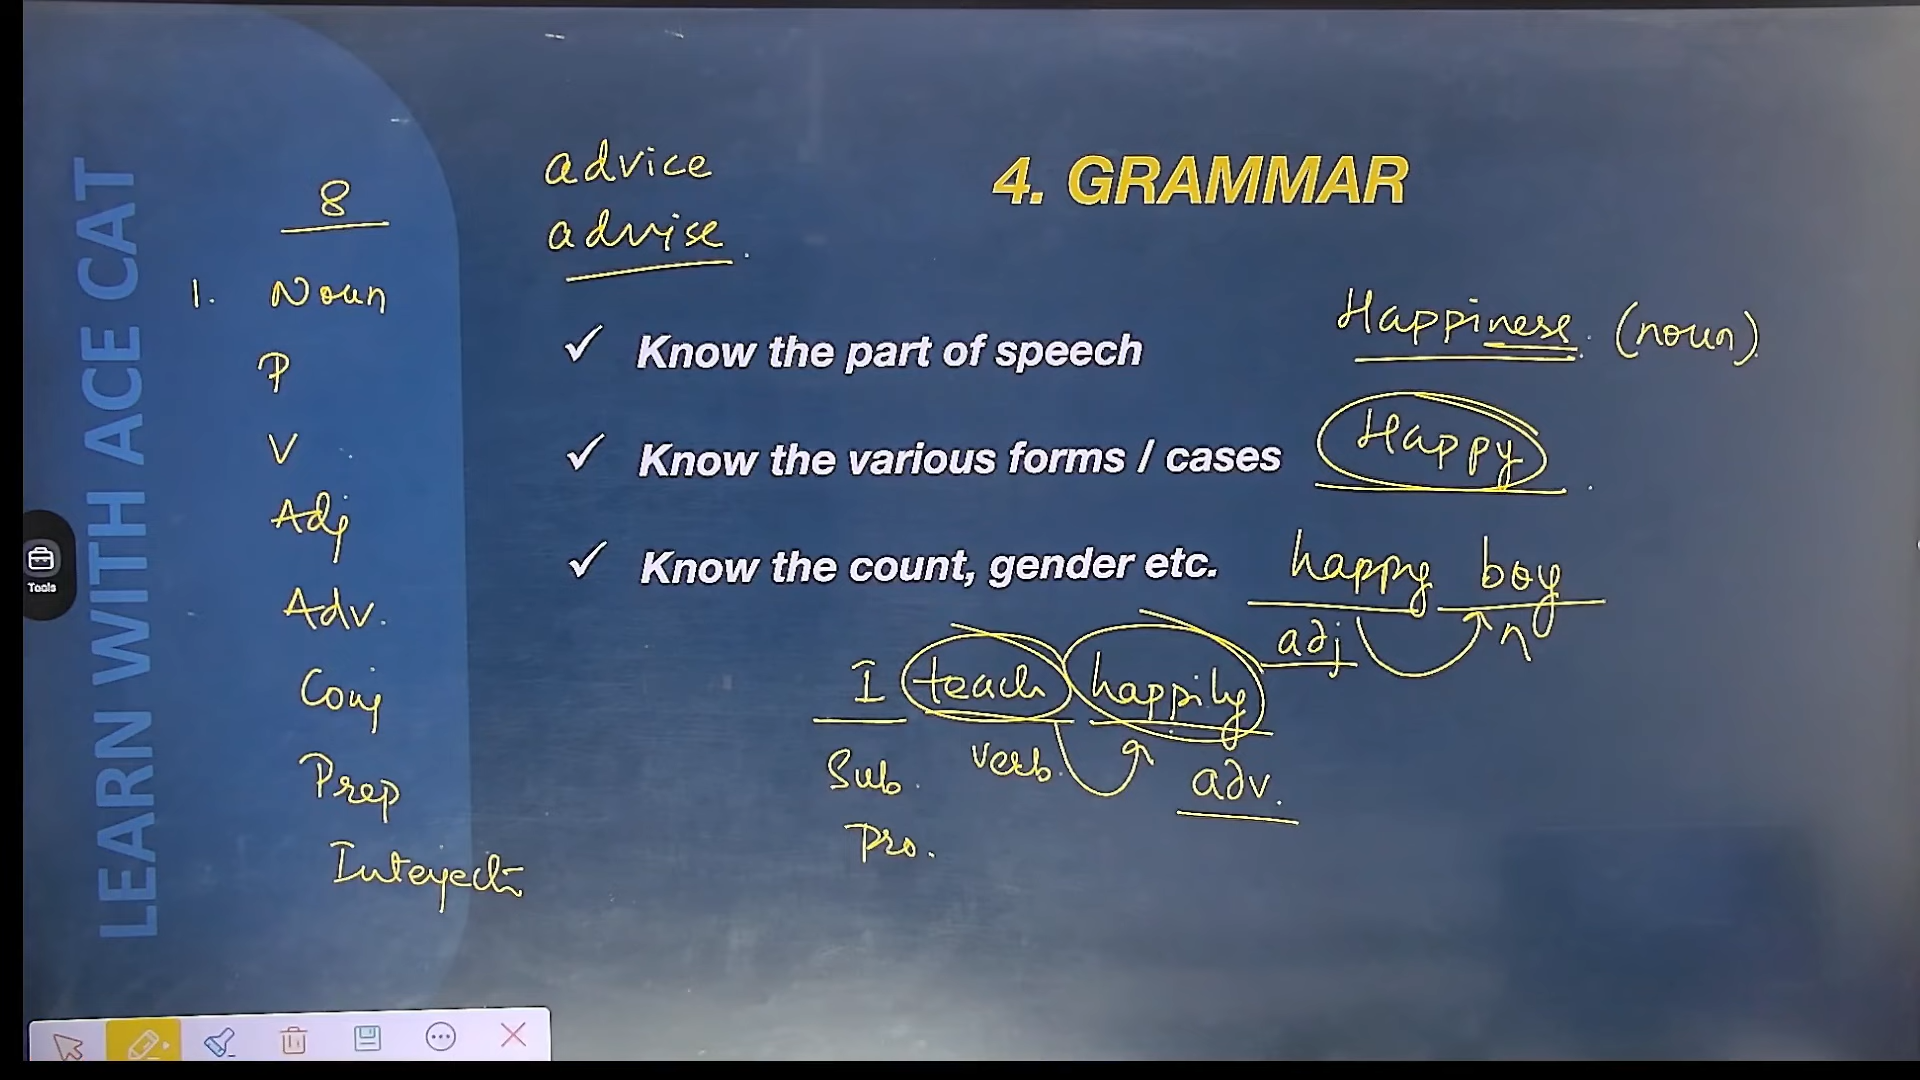 LEARN WITH ACE CAT
8
1. Noun
P
V
Adj
Adv.
Conj
Prep
advice
advise.
4. GRAMMAR
✓ Know the part of speech
✓ Know the various forms / cases
✓ Know the count, gender etc.
Happiness. (noun)
Happy
happy boy
adj n
I teach happily
Sub. verb. adv.
Pro.
Tools